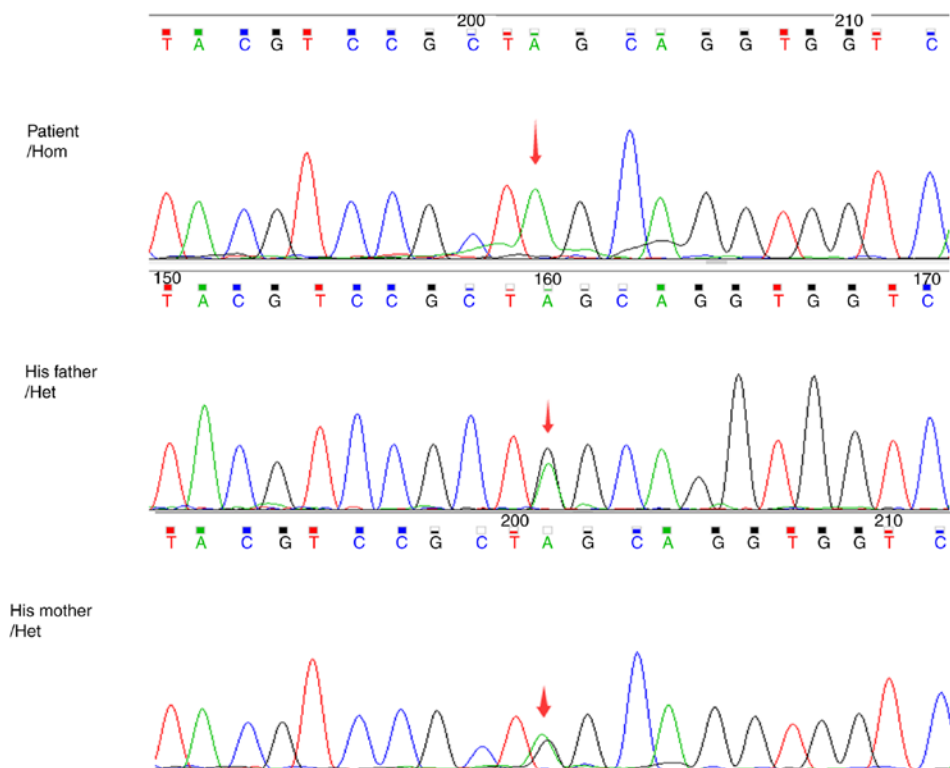 200 210
T A C G T C C G C T A G C A G G T G G T C
Patient
/Hom
150 160 170
T A C G T C C G C T A G C A G G T G G T C
His father
/Het
200 210
T A C G T C C G C T A G C A G G T G G T C
His mother
/Het